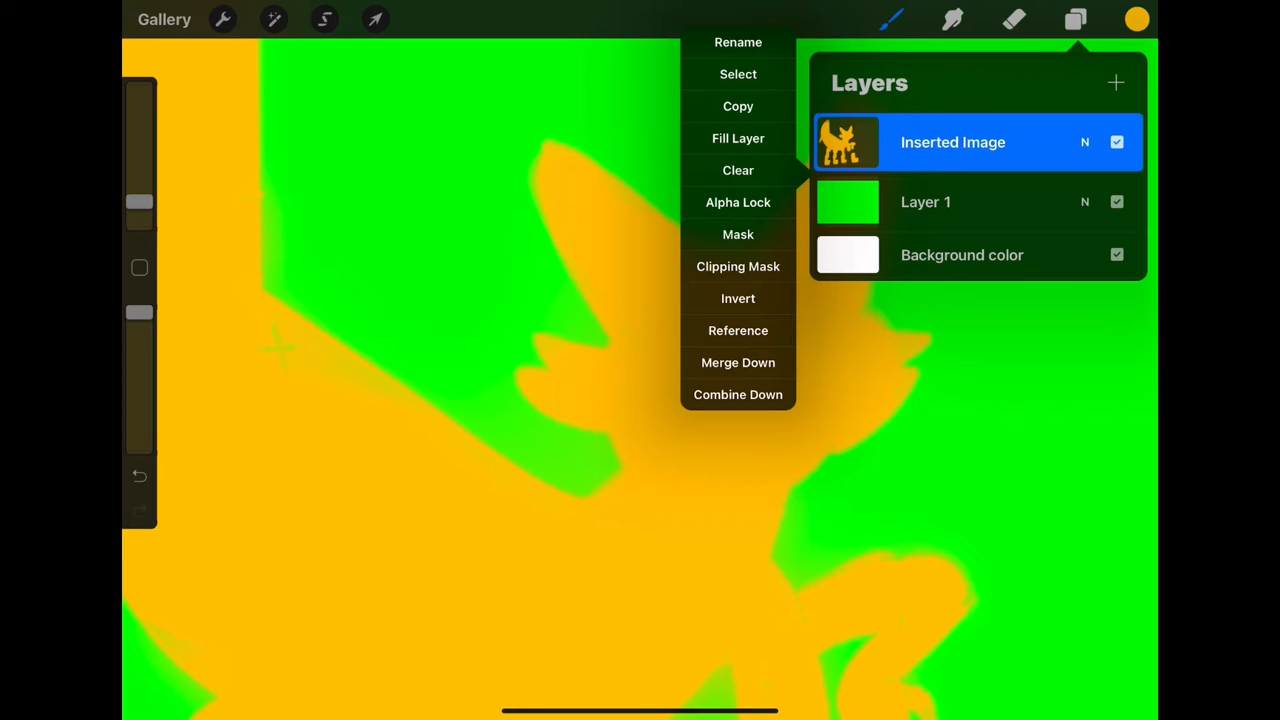 Gallery
Rename
Select
Copy
Fill Layer
Clear
Alpha Lock
Mask
Clipping Mask
Invert
Reference
Merge Down
Combine Down
Layers
Inserted Image N
Layer 1 N
Background color